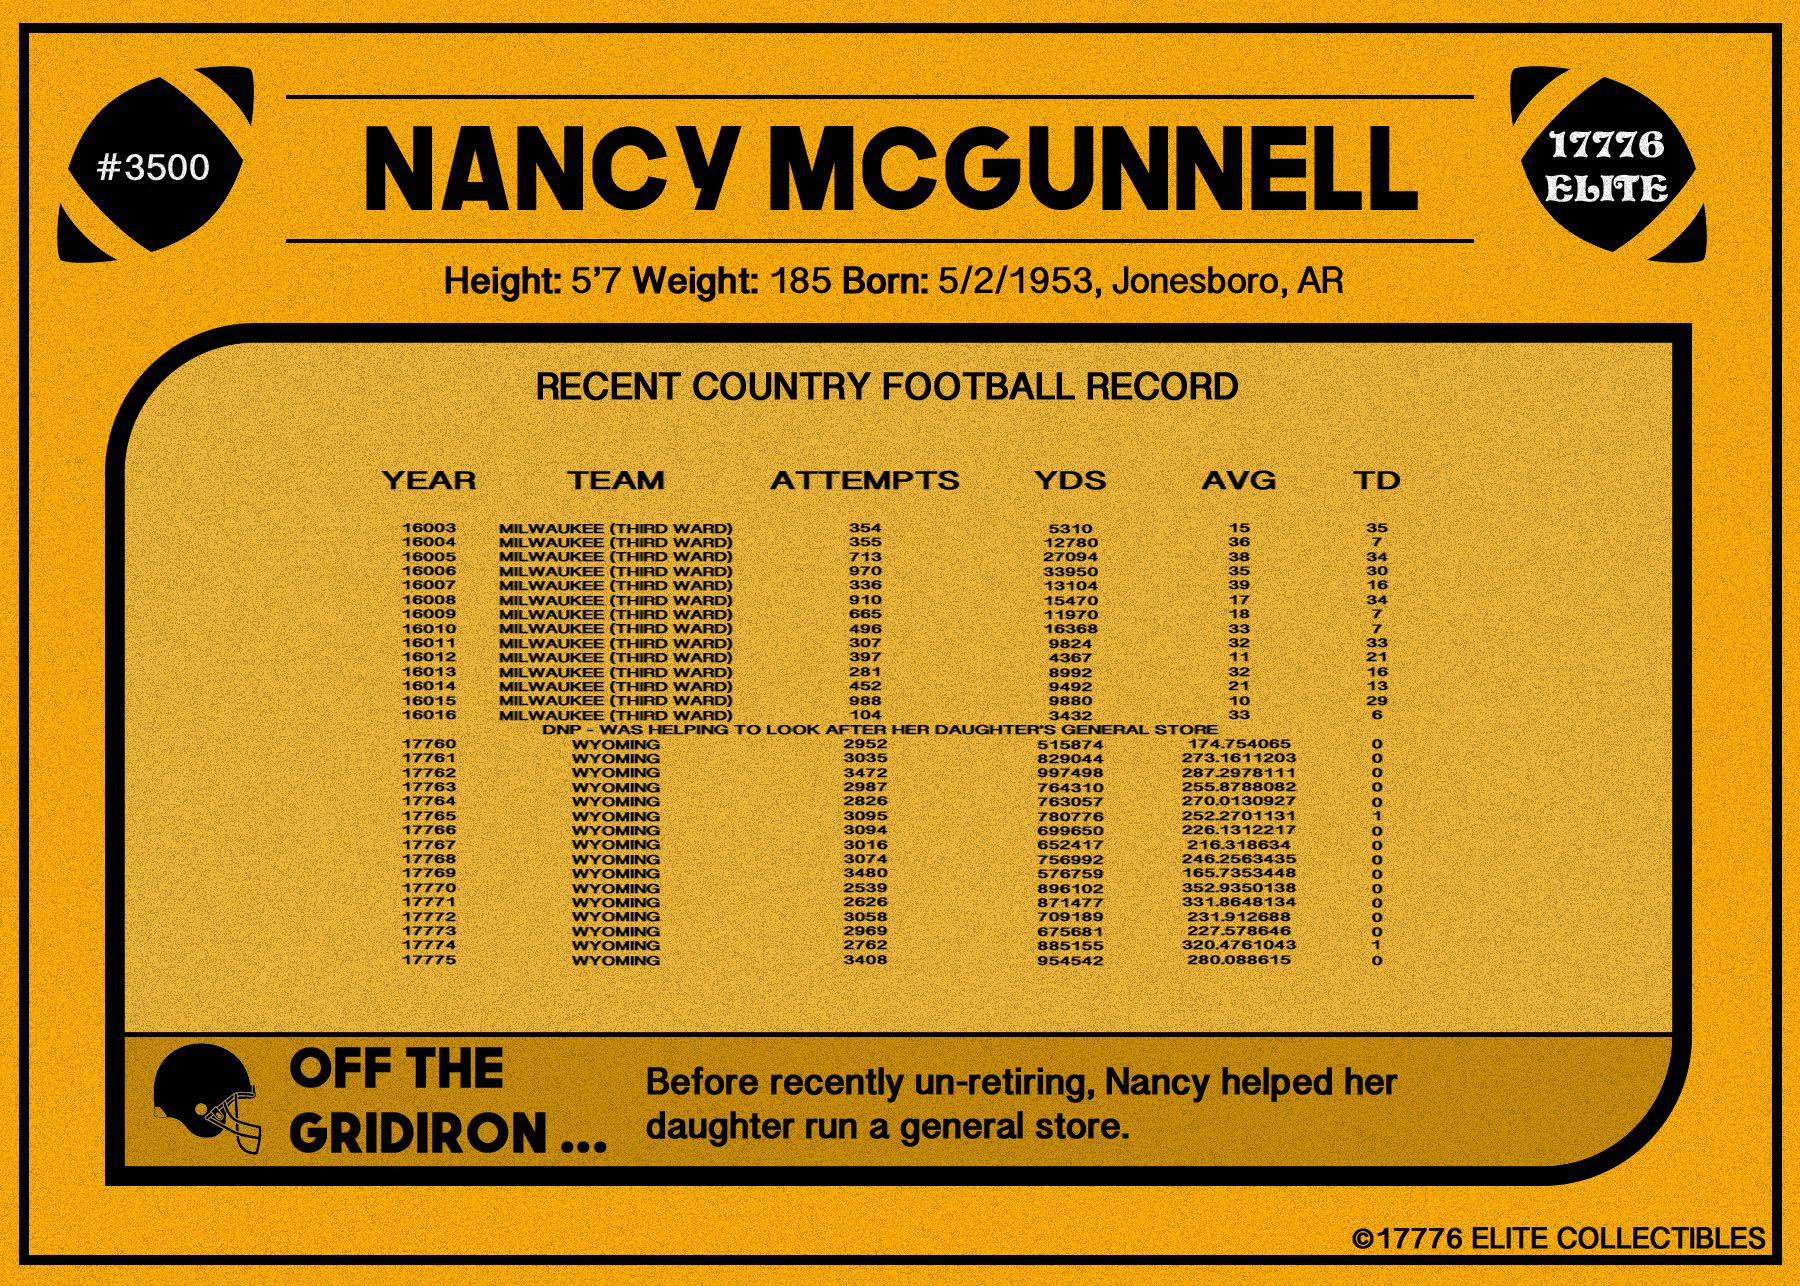 #3500
NANCY MCGUNNELL
17776
ELITE
Height: 5'7 Weight: 185 Born: 5/2/1953, Jonesboro, AR
RECENT COUNTRY FOOTBALL RECORD
YEAR TEAM ATTEMPTS YDS AVG TD
16003 MILWAUKEE (THIRD WARD) 354 5310 15 35
16004 MILWAUKEE (THIRD WARD) 355 12780 36 7
16005 MILWAUKEE (THIRD WARD) 713 27094 38 34
16006 MILWAUKEE (THIRD WARD) 970 33950 35 30
16007 MILWAUKEE (THIRD WARD) 336 13104 39 16
16008 MILWAUKEE (THIRD WARD) 910 15470 17 34
16009 MILWAUKEE (THIRD WARD) 665 11970 18 7
16010 MILWAUKEE (THIRD WARD) 496 16368 33 7
16011 MILWAUKEE (THIRD WARD) 307 9824 32 33
16012 MILWAUKEE (THIRD WARD) 397 4367 11 21
16013 MILWAUKEE (THIRD WARD) 281 8992 32 16
16014 MILWAUKEE (THIRD WARD) 452 9492 21 13
16015 MILWAUKEE (THIRD WARD) 988 9880 10 29
16016 MILWAUKEE (THIRD WARD) 104 3432 33 6
DNP - WAS HELPING TO LOOK AFTER HER DAUGHTER'S GENERAL STORE
17760 WYOMING 2952 515874 174.754065 0
17761 WYOMING 3035 829044 273.1611203 0
17762 WYOMING 3472 997498 287.2978111 0
17763 WYOMING 2987 764310 255.8788082 0
17764 WYOMING 2826 763057 270.0130927 0
17765 WYOMING 3095 780776 252.2701131 1
17766 WYOMING 3094 699650 226.1312217 0
17767 WYOMING 3016 652417 216.318634 0
17768 WYOMING 3074 756992 246.2563435 0
17769 WYOMING 3480 576759 165.7353448 0
17770 WYOMING 2539 896102 352.9350138 0
17771 WYOMING 2626 871477 331.8648134 0
17772 WYOMING 3058 709189 231.912688 0
17773 WYOMING 2969 675681 227.578646 0
17774 WYOMING 2762 885155 320.4761043 1
17775 WYOMING 3408 954542 280.088615 0
OFF THE
GRIDIRON ...
Before recently un-retiring, Nancy helped her
daughter run a general store.
©17776 ELITE COLLECTIBLES